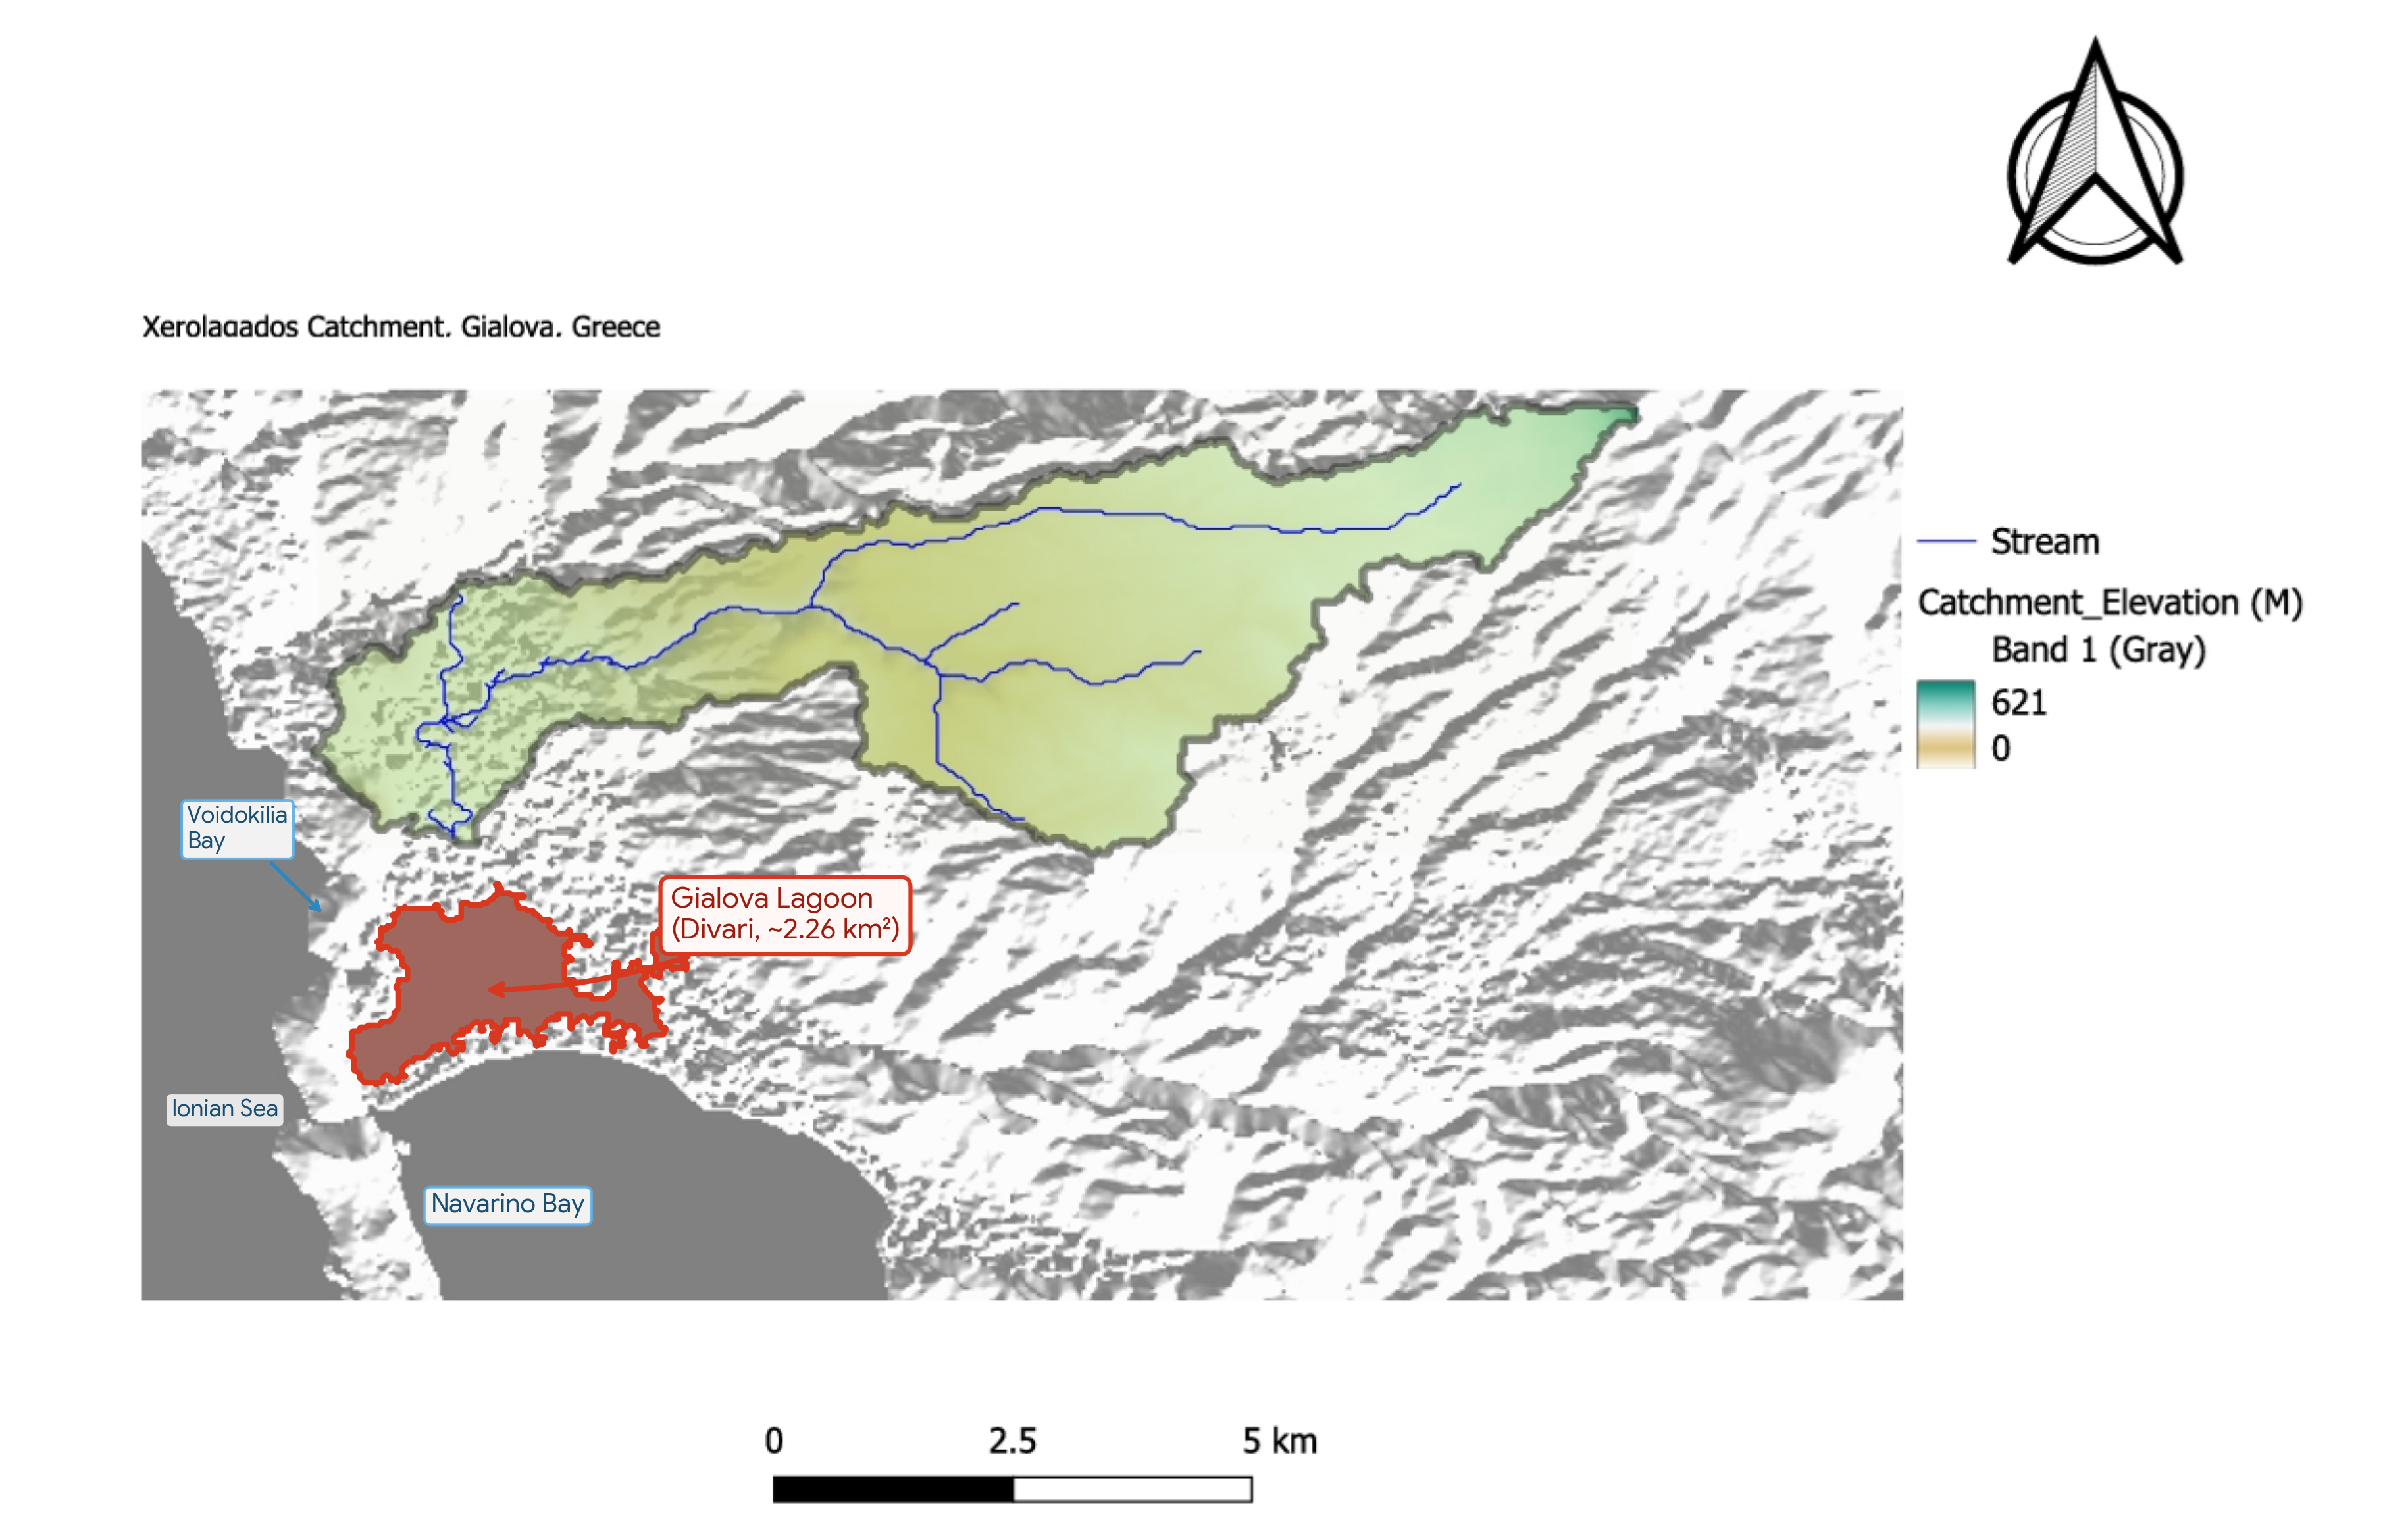 Xerolagados Catchment. Gialova. Greece
Stream
Catchment_Elevation (M)
Band 1 (Gray)
621
0
Voidokilia
Bay
Gialova Lagoon
(Divari, ~2.26 km²)
Ionian Sea
Navarino Bay
0 2.5 5 km